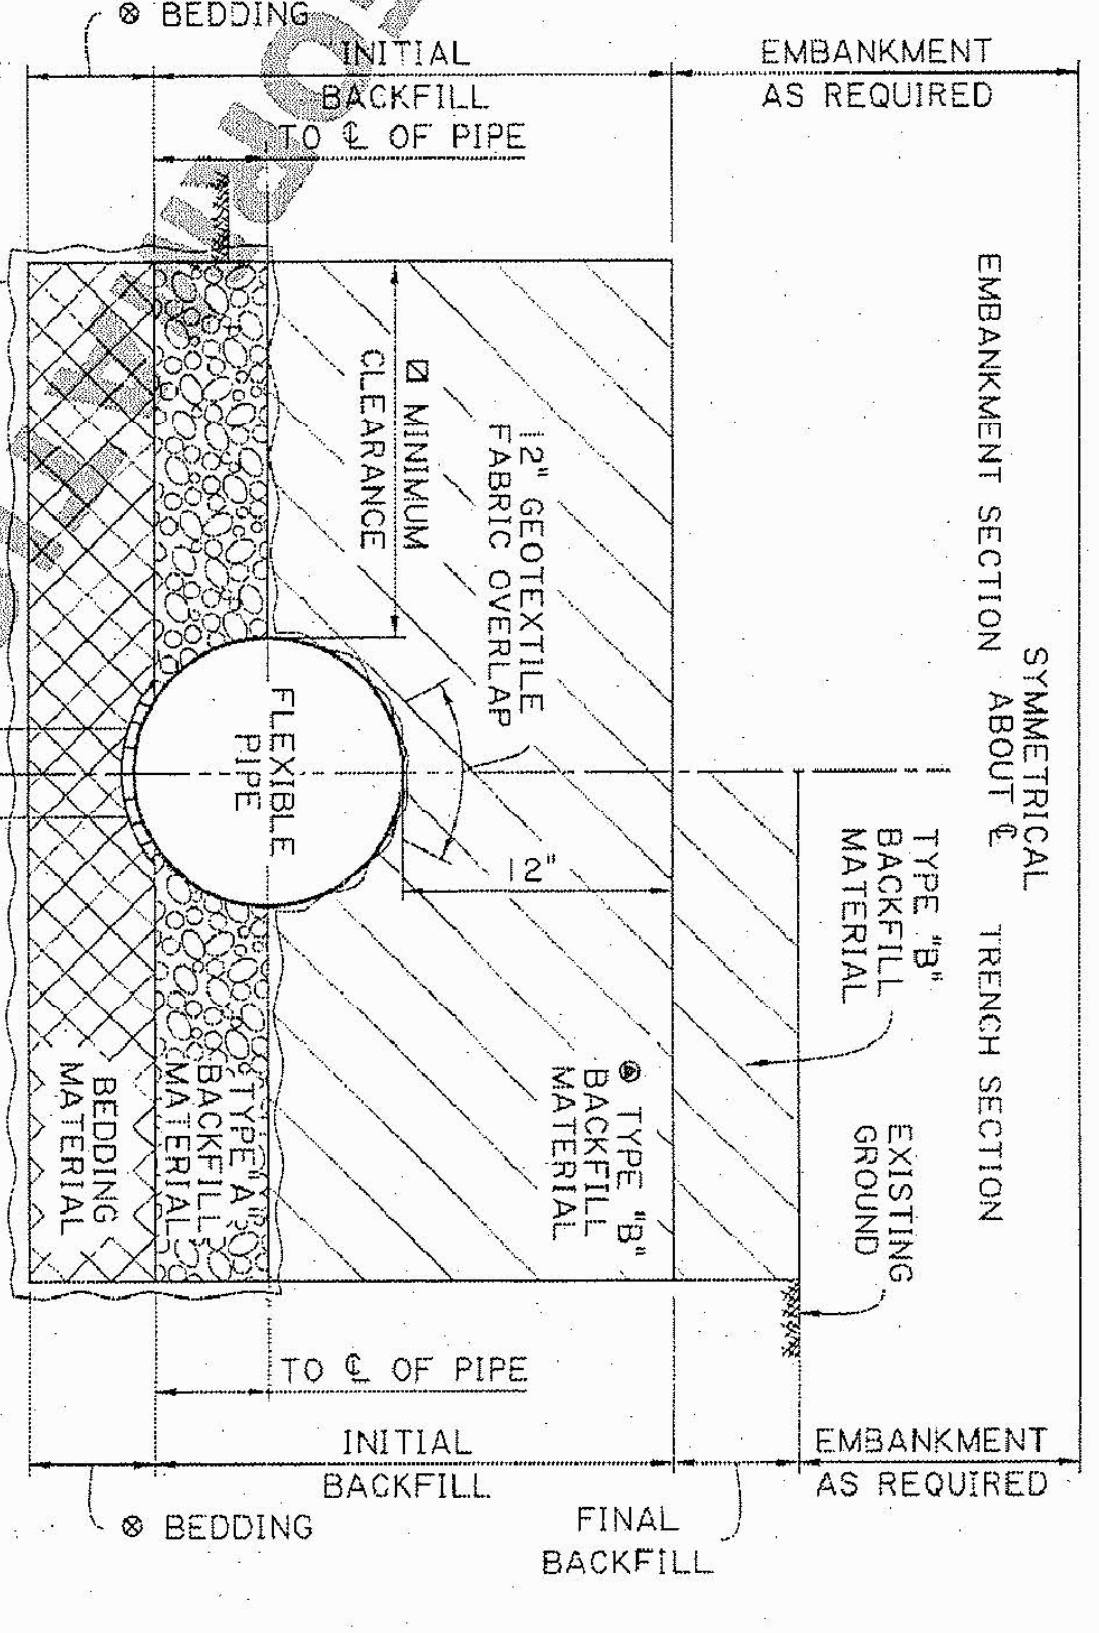 ⊗ BEDDING
INITIAL
BACKFILL
TO ℄ OF PIPE
EMBANKMENT
AS REQUIRED
EMBANKMENT SECTION
SYMMETRICAL
ABOUT ℄
TRENCH SECTION
MINIMUM
CLEARANCE
12" GEOTEXTILE
FABRIC OVERLAP
FLEXIBLE
PIPE
12"
TYPE "B"
BACKFILL
MATERIAL
EXISTING
GROUND
TYPE "B"
BACKFILL
MATERIAL
TYPE "A"
BACKFILL
MATERIAL
BEDDING
MATERIAL
TO ℄ OF PIPE
INITIAL
BACKFILL
EMBANKMENT
AS REQUIRED
⊗ BEDDING
FINAL
BACKFILL